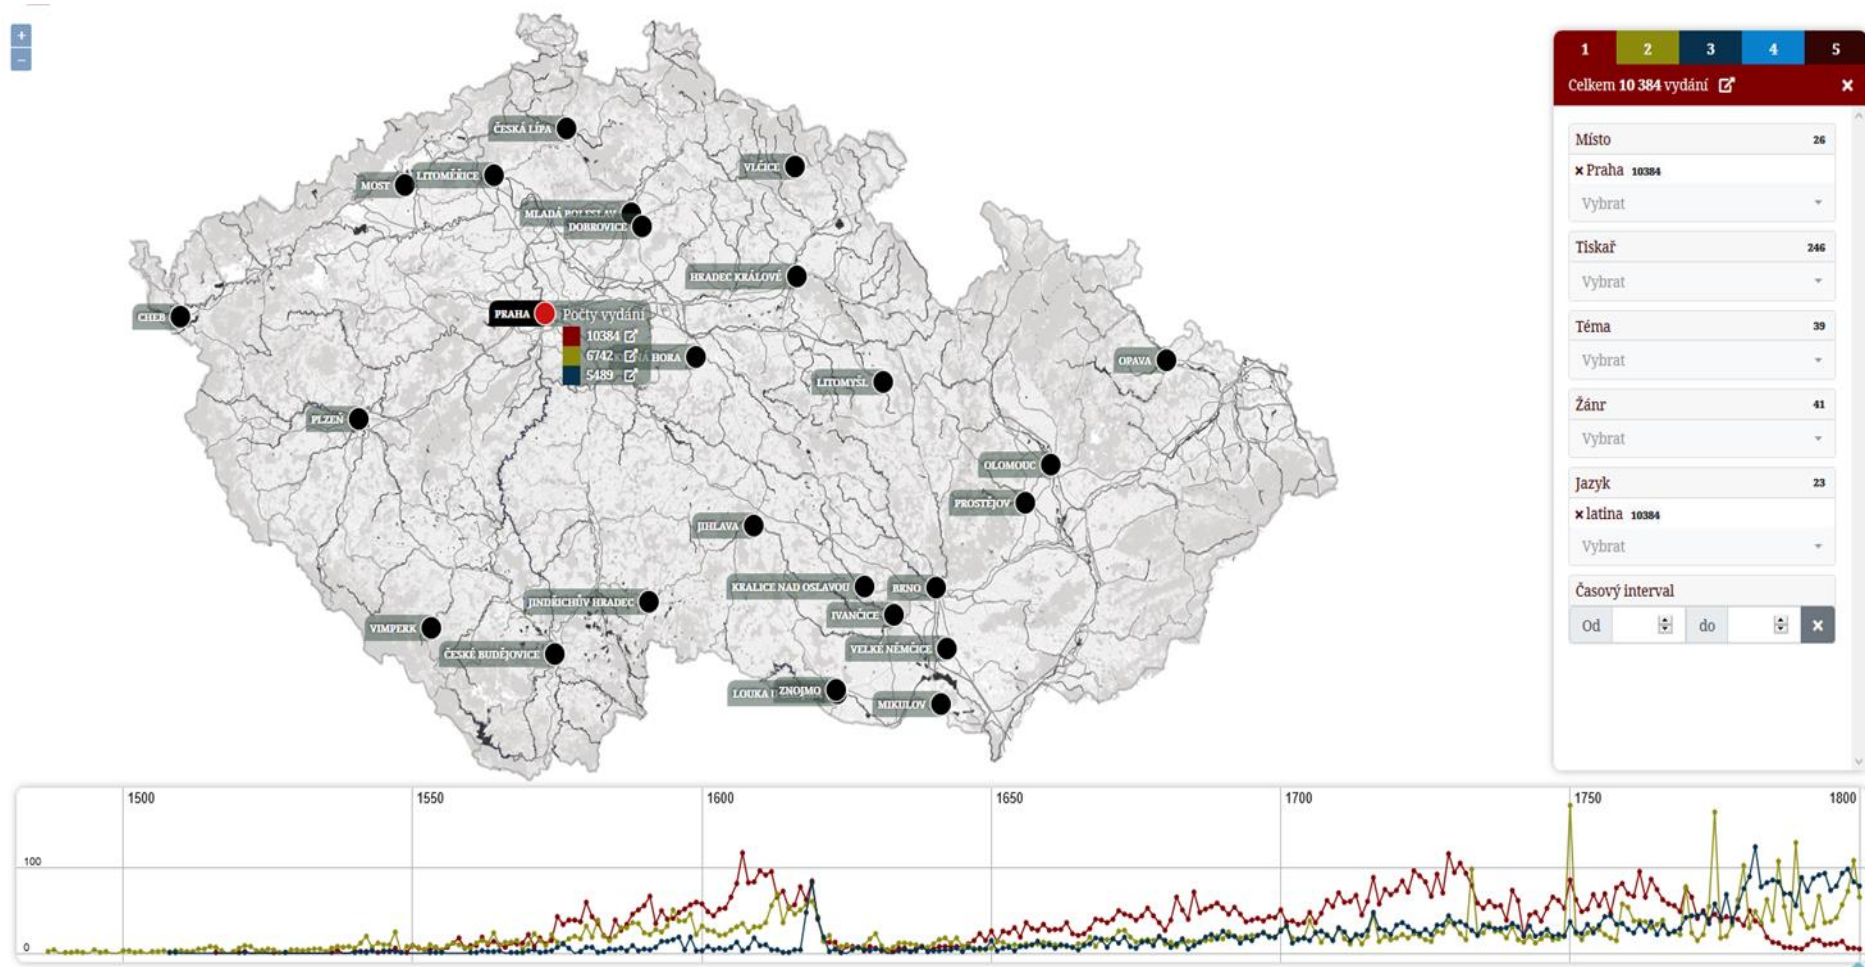 +
−
ČESKÁ LÍPA
VLČICE
LITOMĚŘICE
MOST
MLADÁ BOLESLAV
DOBROVICE
HRADEC KRÁLOVÉ
CHEB
PRAHA
Počty vydání
10384
6742
5489
HORA
OPAVA
LITOMYŠL
PLZEŇ
OLOMOUC
PROSTĚJOV
JIHLAVA
KRALICE NAD OSLAVOU
BRNO
JINDŘICHŮV HRADEC
IVANČICE
VIMPERK
ČESKÉ BUDĚJOVICE
VELKÉ NĚMČICE
LOUKA
ZNOJMO
MIKULOV
1 2 3 4 5
Celkem 10 384 vydání ×
Místo 26
× Praha 10384
Vybrat
Tiskař 246
Vybrat
Téma 39
Vybrat
Žánr 41
Vybrat
Jazyk 23
× latina 10384
Vybrat
Časový interval
Od do ×
1500 1550 1600 1650 1700 1750 1800
100
0